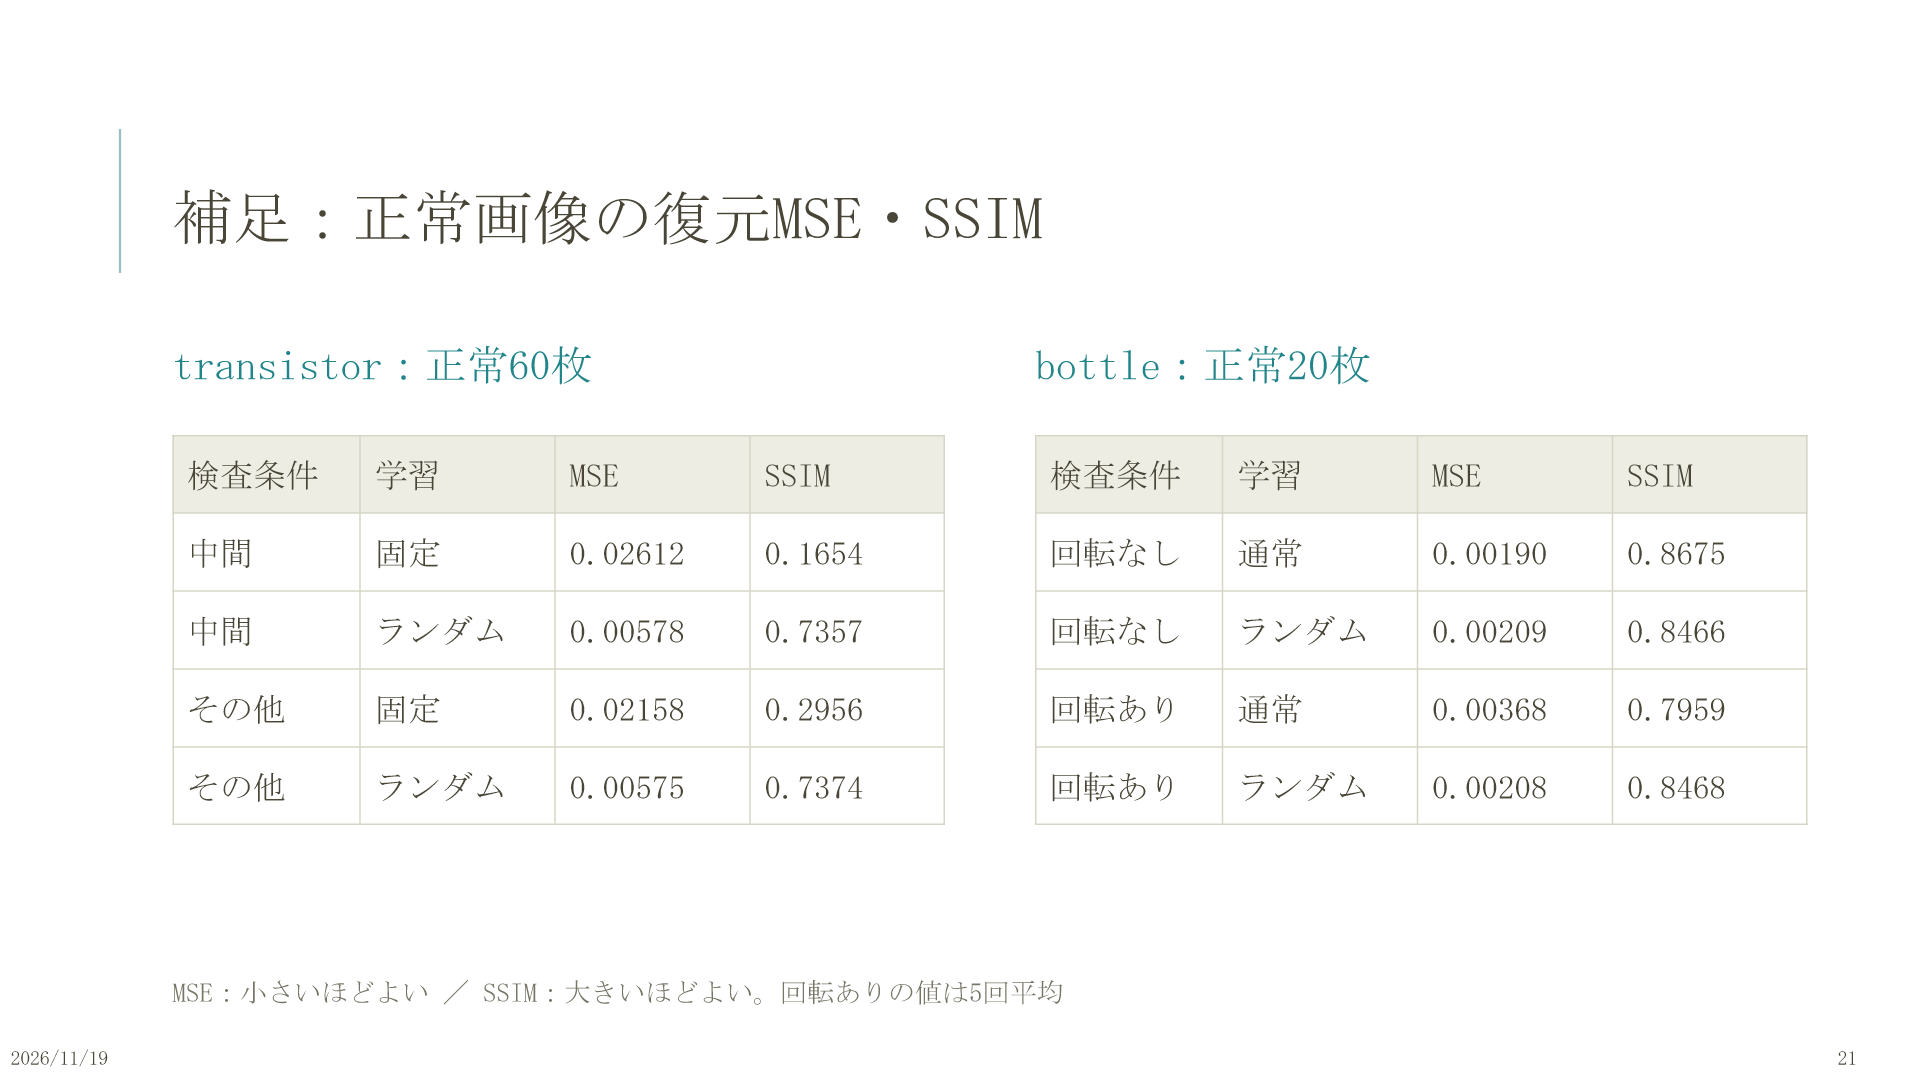 補足：正常画像の復元MSE・SSIM
transistor：正常60枚
検査条件 学習 MSE SSIM
中間 固定 0.02612 0.1654
中間 ランダム 0.00578 0.7357
その他 固定 0.02158 0.2956
その他 ランダム 0.00575 0.7374
bottle：正常20枚
検査条件 学習 MSE SSIM
回転なし 通常 0.00190 0.8675
回転なし ランダム 0.00209 0.8466
回転あり 通常 0.00368 0.7959
回転あり ランダム 0.00208 0.8468
MSE：小さいほどよい ／ SSIM：大きいほどよい。回転ありの値は5回平均
2026/11/19
21